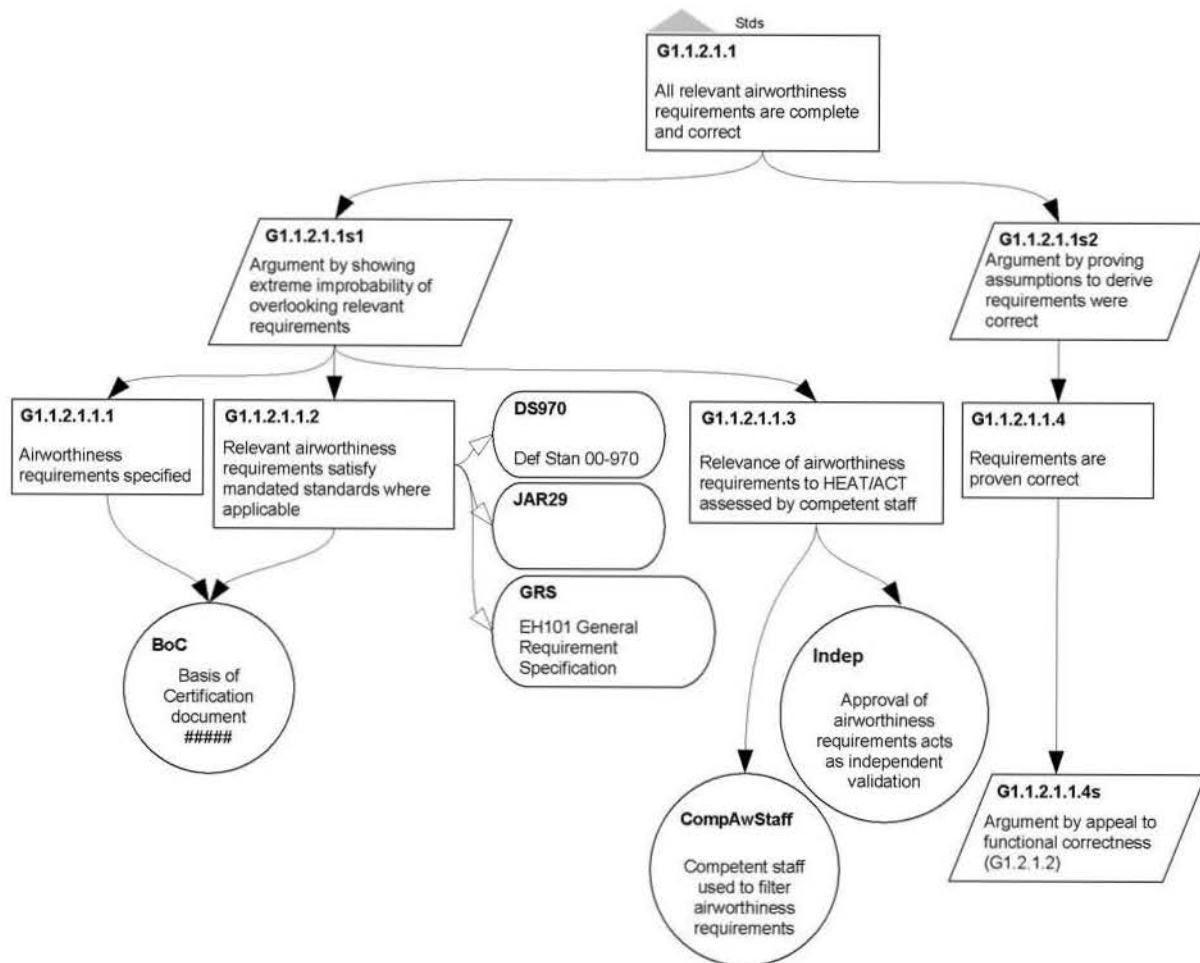 Stds
G1.1.2.1.1
All relevant airworthiness
requirements are complete
and correct
G1.1.2.1.1s1
Argument by showing
extreme improbability of
overlooking relevant
requirements
G1.1.2.1.1s2
Argument by proving
assumptions to derive
requirements were
correct
G1.1.2.1.1.1
Airworthiness
requirements specified
G1.1.2.1.1.2
Relevant airworthiness
requirements satisfy
mandated standards where
applicable
DS970
Def Stan 00-970
JAR29
GRS
EH101 General
Requirement
Specification
G1.1.2.1.1.3
Relevance of airworthiness
requirements to HEAT/ACT
assessed by competent staff
G1.1.2.1.1.4
Requirements are
proven correct
BoC
Basis of
Certification
document
#####
Indep
Approval of
airworthiness
requirements acts
as independent
validation
CompAwStaff
Competent staff
used to filter
airworthiness
requirements
G1.1.2.1.1.4s
Argument by appeal to
functional correctness
(G1.2.1.2)